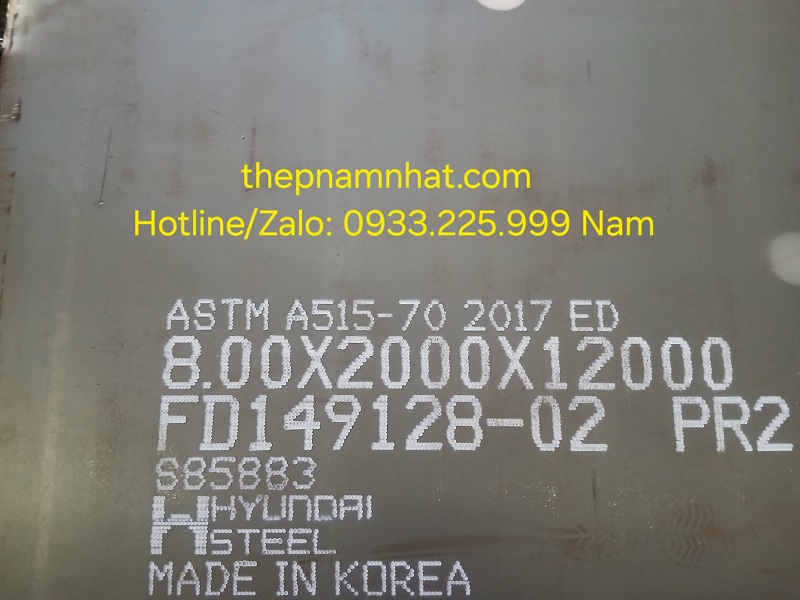 thepnamnhat.com
Hotline/Zalo: 0933.225.999 Nam
ASTM A515-70 2017 ED
8.00X2000X12000
FD149128-02 PR2
S85883
HYUNDAI
STEEL
MADE IN KOREA